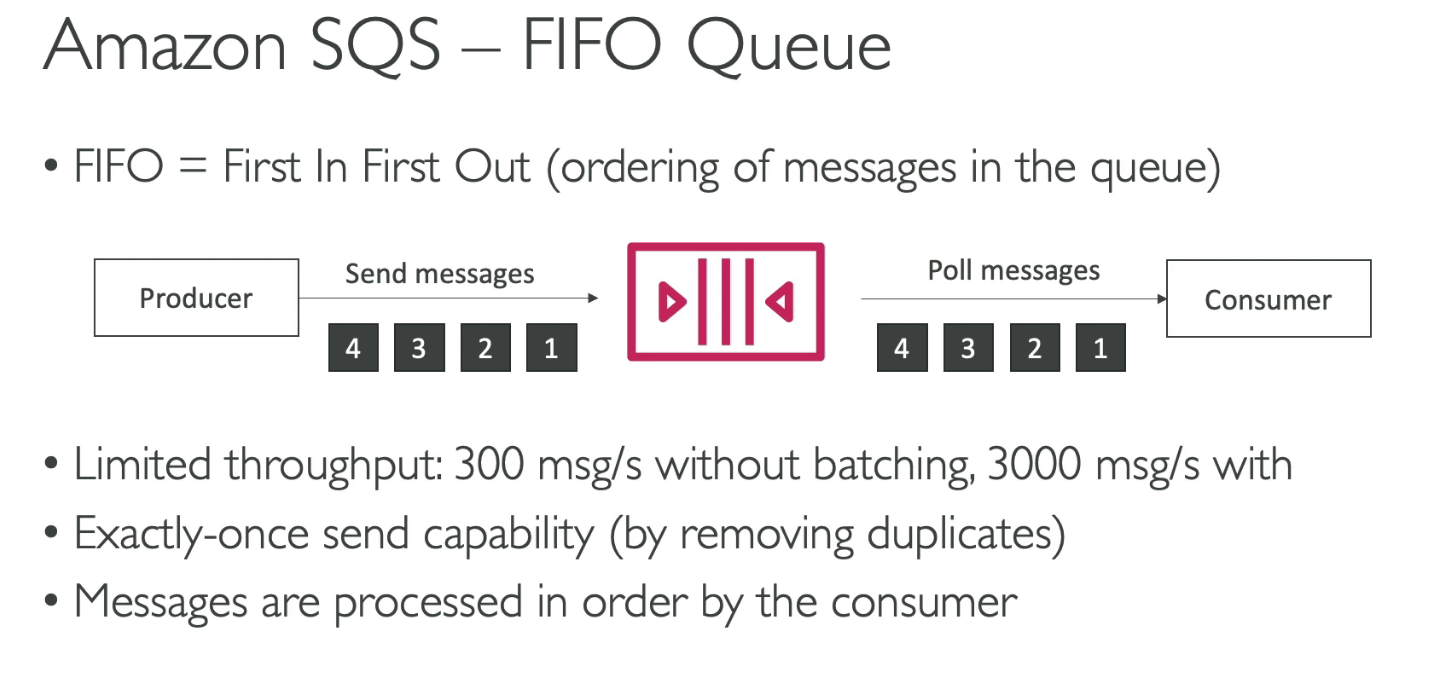 Amazon SQS – FIFO Queue
• FIFO = First In First Out (ordering of messages in the queue)
Producer
Send messages
4 3 2 1
Poll messages
4 3 2 1
Consumer
• Limited throughput: 300 msg/s without batching, 3000 msg/s with
• Exactly-once send capability (by removing duplicates)
• Messages are processed in order by the consumer